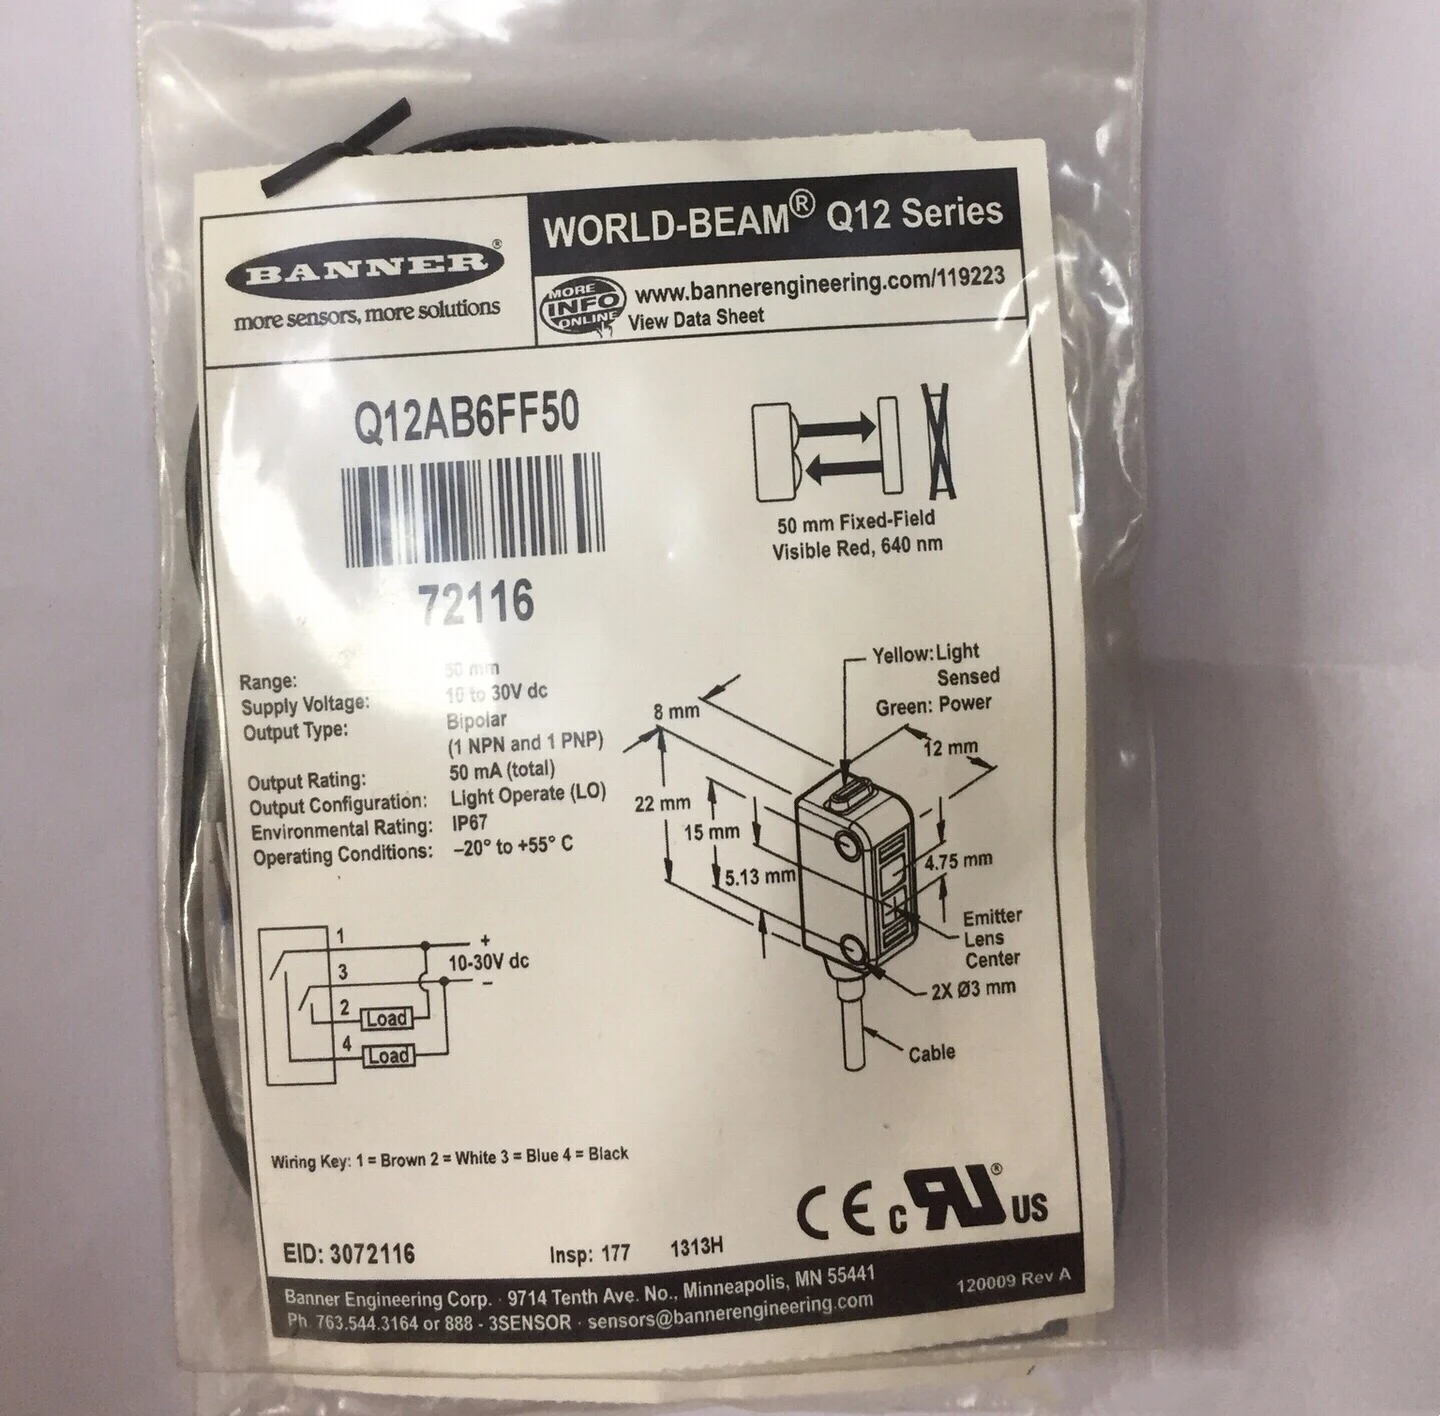 BANNER®
more sensors, more solutions
WORLD-BEAM® Q12 Series
MORE
INFO
ONLINE
www.bannerengineering.com/119223
View Data Sheet
Q12AB6FF50
72116
50 mm Fixed-Field
Visible Red, 640 nm
Range: 50 mm
Supply Voltage: 10 to 30V dc
Output Type: Bipolar
(1 NPN and 1 PNP)
Output Rating: 50 mA (total)
Output Configuration: Light Operate (LO)
Environmental Rating: IP67
Operating Conditions: –20° to +55° C
Yellow: Light
Sensed
Green: Power
8 mm
12 mm
22 mm
15 mm
5.13 mm
4.75 mm
Emitter
Lens
Center
2X Ø3 mm
Cable
1
+
10-30V dc
3
–
2
Load
4
Load
Wiring Key: 1 = Brown 2 = White 3 = Blue 4 = Black
CE c RU® US
EID: 3072116
Insp: 177
1313H
Banner Engineering Corp. · 9714 Tenth Ave. No., Minneapolis, MN 55441
Ph. 763.544.3164 or 888 - 3SENSOR · sensors@bannerengineering.com
120009 Rev A